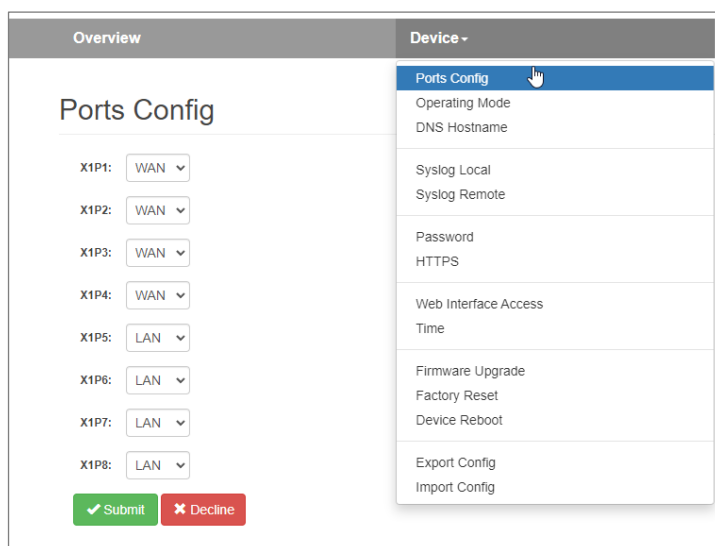 Overview
Device
Ports Config
X1P1: WAN
X1P2: WAN
X1P3: WAN
X1P4: WAN
X1P5: LAN
X1P6: LAN
X1P7: LAN
X1P8: LAN
Submit
Decline
Ports Config
Operating Mode
DNS Hostname
Syslog Local
Syslog Remote
Password
HTTPS
Web Interface Access
Time
Firmware Upgrade
Factory Reset
Device Reboot
Export Config
Import Config